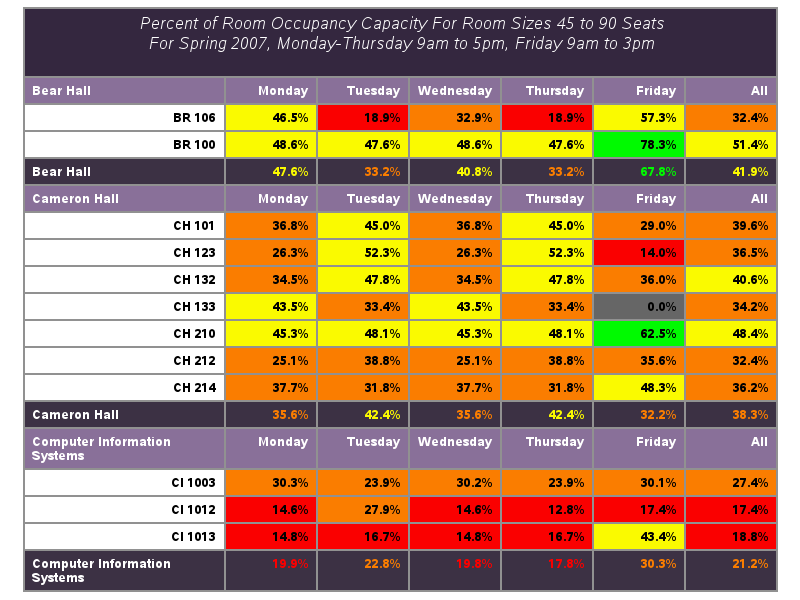 Percent of Room Occupancy Capacity For Room Sizes 45 to 90 Seats
For Spring 2007, Monday-Thursday 9am to 5pm, Friday 9am to 3pm
Bear Hall Monday Tuesday Wednesday Thursday Friday All
BR 106 46.5% 18.9% 32.9% 18.9% 57.3% 32.4%
BR 100 48.6% 47.6% 48.6% 47.6% 78.3% 51.4%
Bear Hall 47.6% 33.2% 40.8% 33.2% 67.8% 41.9%
Cameron Hall Monday Tuesday Wednesday Thursday Friday All
CH 101 36.8% 45.0% 36.8% 45.0% 29.0% 39.6%
CH 123 26.3% 52.3% 26.3% 52.3% 14.0% 36.5%
CH 132 34.5% 47.8% 34.5% 47.8% 36.0% 40.6%
CH 133 43.5% 33.4% 43.5% 33.4% 0.0% 34.2%
CH 210 45.3% 48.1% 45.3% 48.1% 62.5% 48.4%
CH 212 25.1% 38.8% 25.1% 38.8% 35.6% 32.4%
CH 214 37.7% 31.8% 37.7% 31.8% 48.3% 36.2%
Cameron Hall 35.6% 42.4% 35.6% 42.4% 32.2% 38.3%
Computer Information Monday Tuesday Wednesday Thursday Friday All
Systems
CI 1003 30.3% 23.9% 30.2% 23.9% 30.1% 27.4%
CI 1012 14.6% 27.9% 14.6% 12.8% 17.4% 17.4%
CI 1013 14.8% 16.7% 14.8% 16.7% 43.4% 18.8%
Computer Information 19.9% 22.8% 19.8% 17.8% 30.3% 21.2%
Systems